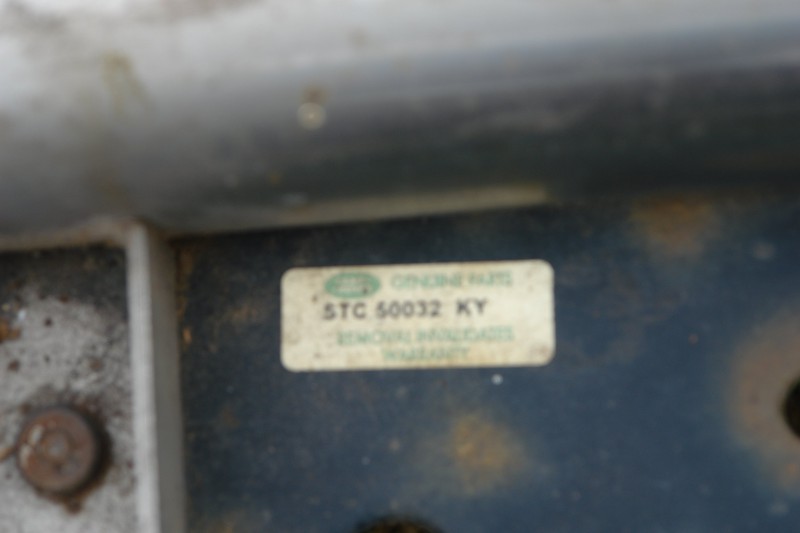 GENUINE PARTS
STC 50032 KY
REMOVAL INVALIDATES
WARRANTY